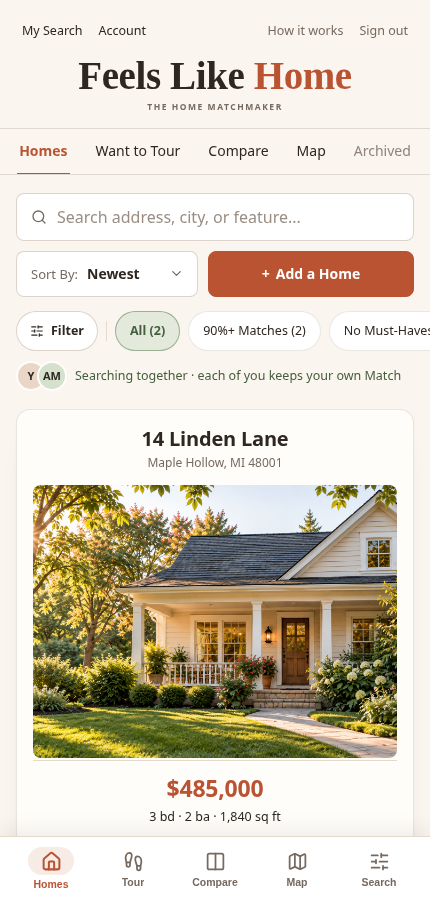 My Search Account How it works Sign out
Feels Like Home
THE HOME MATCHMAKER
Homes Want to Tour Compare Map Archived
Search address, city, or feature...
Sort By: Newest + Add a Home
Filter All (2) 90%+ Matches (2) No Must-Haves
Y AM Searching together · each of you keeps your own Match
14 Linden Lane
Maple Hollow, MI 48001
$485,000
3 bd · 2 ba · 1,840 sq ft
Homes Tour Compare Map Search